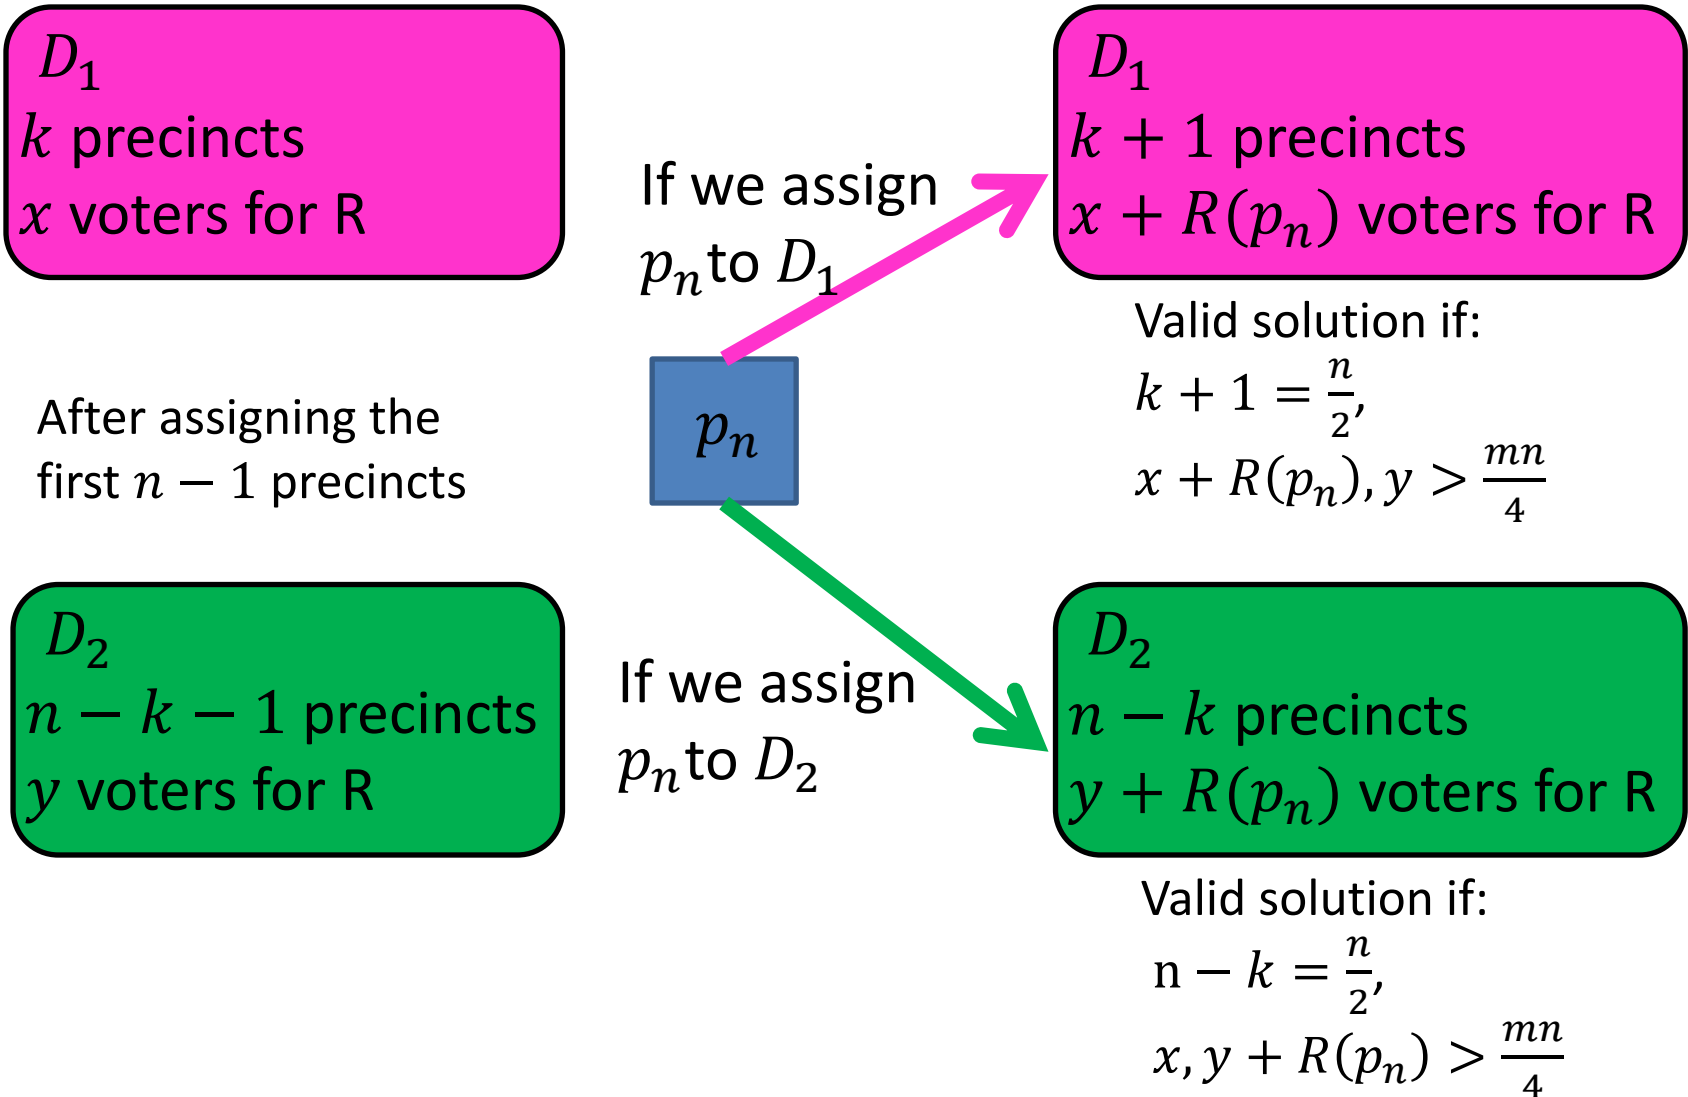 D₁
k precincts
x voters for R
After assigning the
first n − 1 precincts
D₂
n − k − 1 precincts
y voters for R
If we assign
pₙ to D₁
pₙ
If we assign
pₙ to D₂
D₁
k + 1 precincts
x + R(pₙ) voters for R
Valid solution if:
k + 1 = n/2,
x + R(pₙ), y > mn/4
D₂
n − k precincts
y + R(pₙ) voters for R
Valid solution if:
n − k = n/2,
x, y + R(pₙ) > mn/4